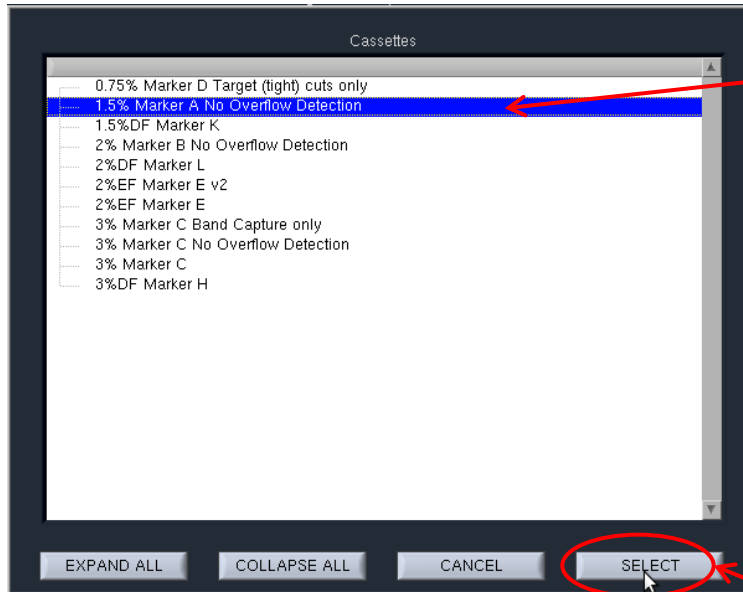 Cassettes
0.75% Marker D Target (tight) cuts only
1.5% Marker A No Overflow Detection
1.5%DF Marker K
2% Marker B No Overflow Detection
2%DF Marker L
2%EF Marker E v2
2%EF Marker E
3% Marker C Band Capture only
3% Marker C No Overflow Detection
3% Marker C
3%DF Marker H
EXPAND ALL COLLAPSE ALL CANCEL SELECT